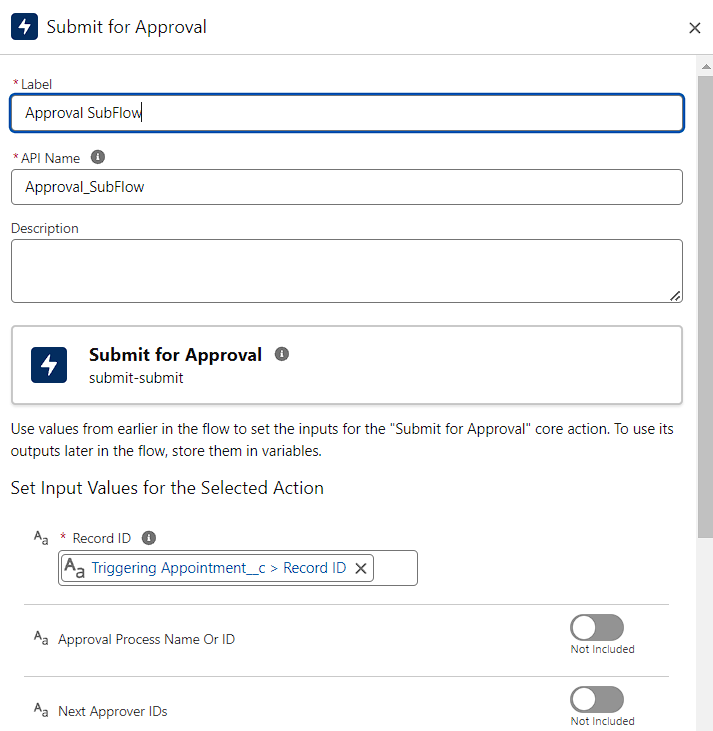 Submit for Approval
* Label
Approval SubFlow
* API Name
Approval_SubFlow
Description
Submit for Approval
submit-submit
Use values from earlier in the flow to set the inputs for the "Submit for Approval" core action. To use its
outputs later in the flow, store them in variables.
Set Input Values for the Selected Action
Aa * Record ID
Aa Triggering Appointment__c > Record ID
Aa Approval Process Name Or ID
Not Included
Aa Next Approver IDs
Not Included